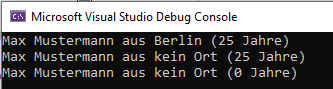 Microsoft Visual Studio Debug Console
Max Mustermann aus Berlin (25 Jahre)
Max Mustermann aus kein Ort (25 Jahre)
Max Mustermann aus kein Ort (0 Jahre)